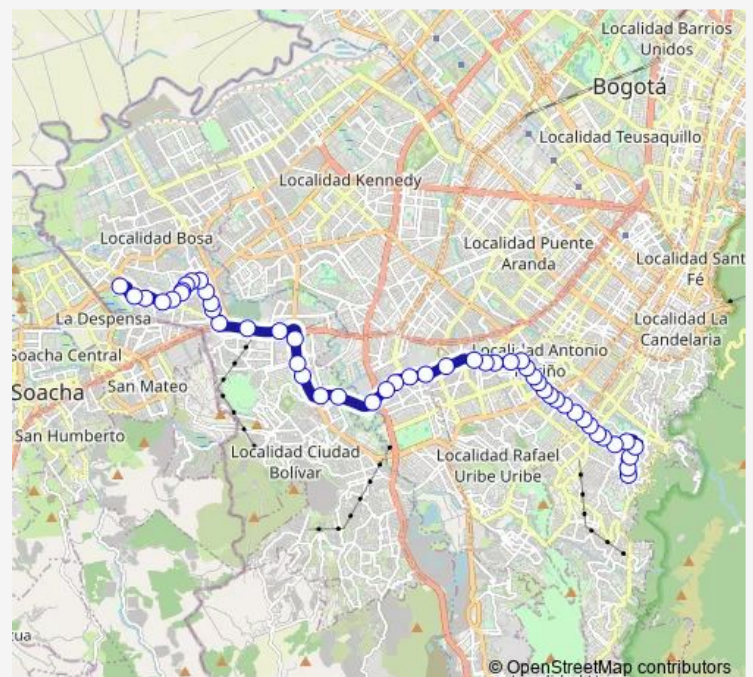 Localidad Barrios
Unidos
Bogotá
Localidad Teusaquillo
Localidad Kennedy
Localidad Bosa
Localidad Puente
Aranda
Localidad Sant
Fé
La Despensa
Localidad La
Candelaria
Soacha Central
Localidad Antonio
Soacha
San Mateo
San Humberto
Localidad Ciudad
Bolívar
Localidad Rafael
Uribe Uribe
© OpenStreetMap contributors